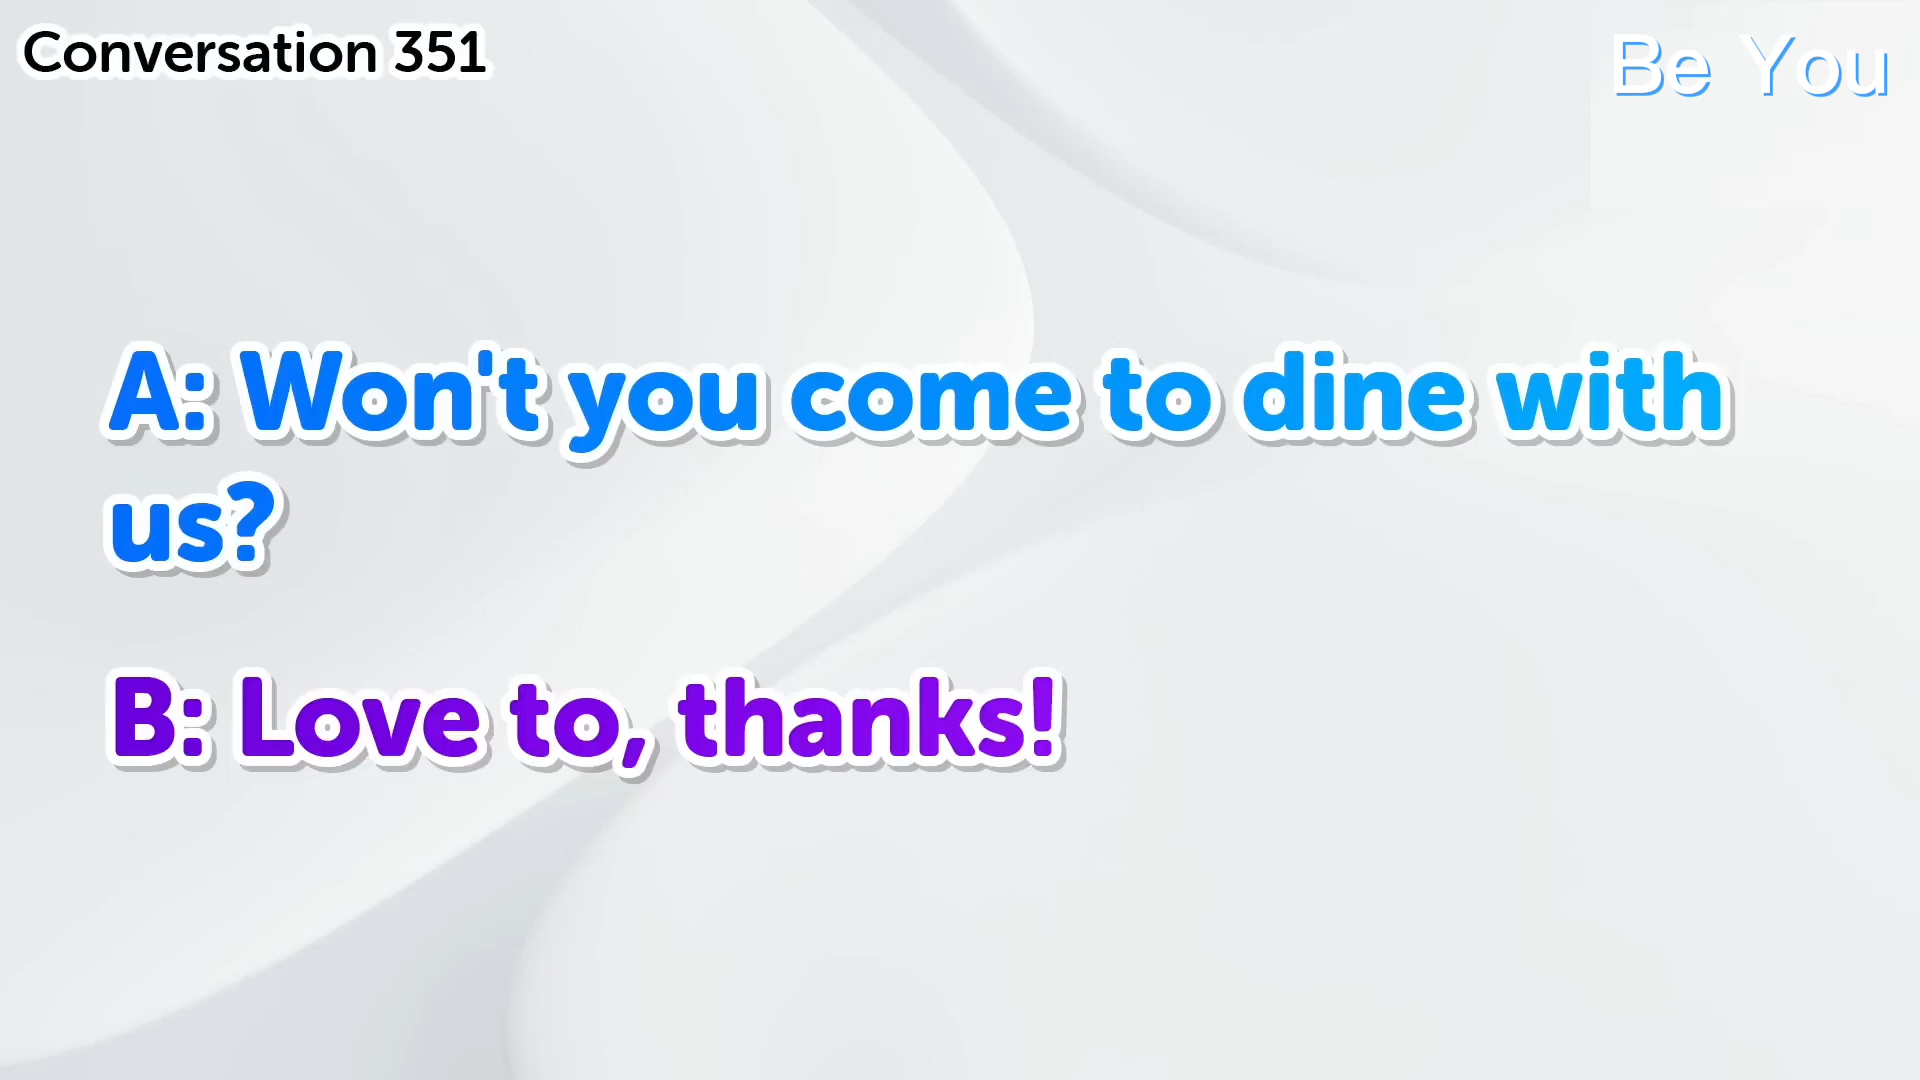 Conversation 351
Be You
A: Won't you come to dine with
us?
B: Love to, thanks!